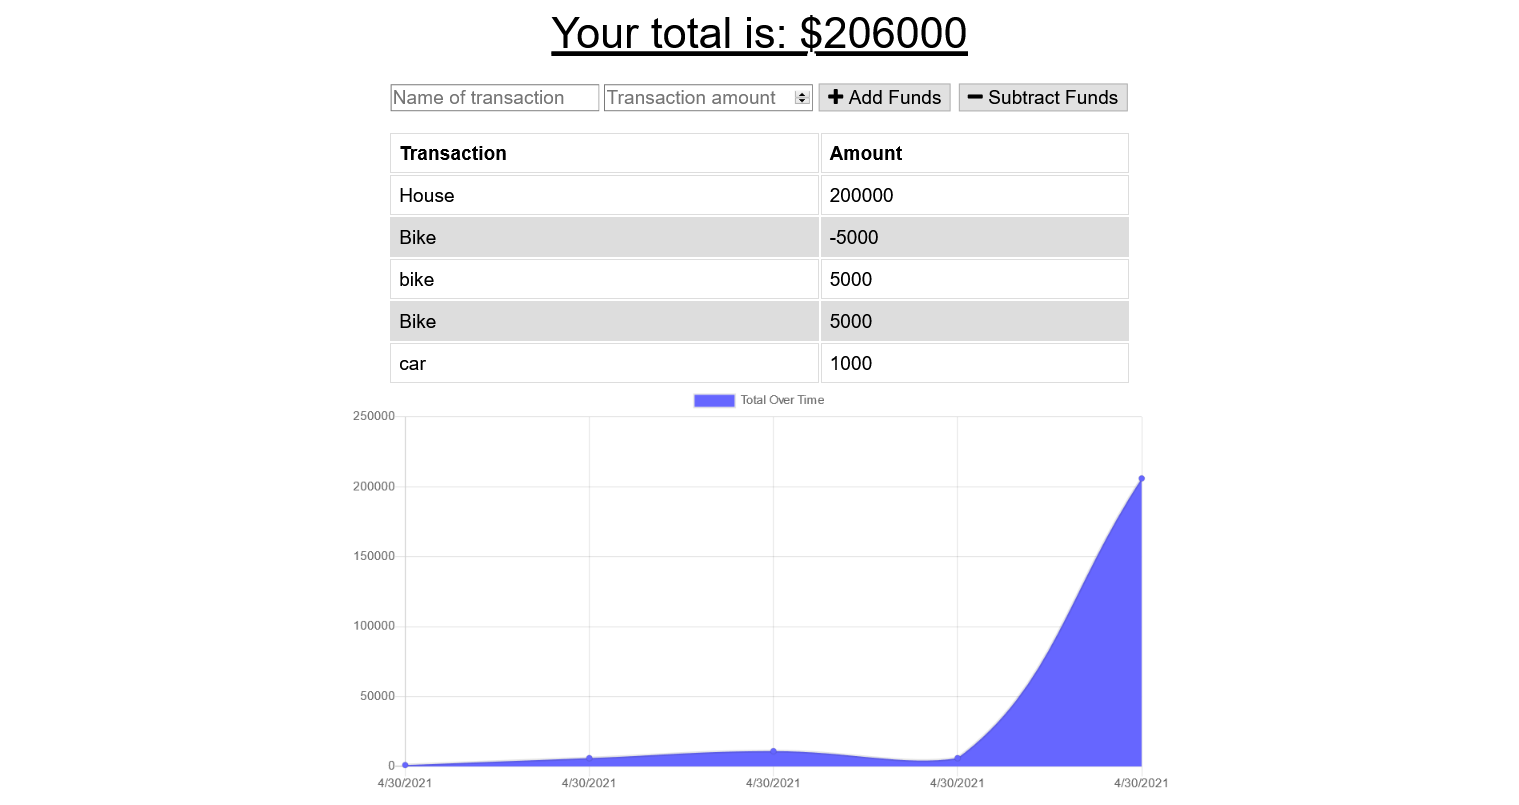 Your total is: $206000
Name of transaction Transaction amount Add Funds Subtract Funds
Transaction Amount
House 200000
Bike -5000
bike 5000
Bike 5000
car 1000
Total Over Time
250000
200000
150000
100000
50000
0
4/30/2021 4/30/2021 4/30/2021 4/30/2021 4/30/2021